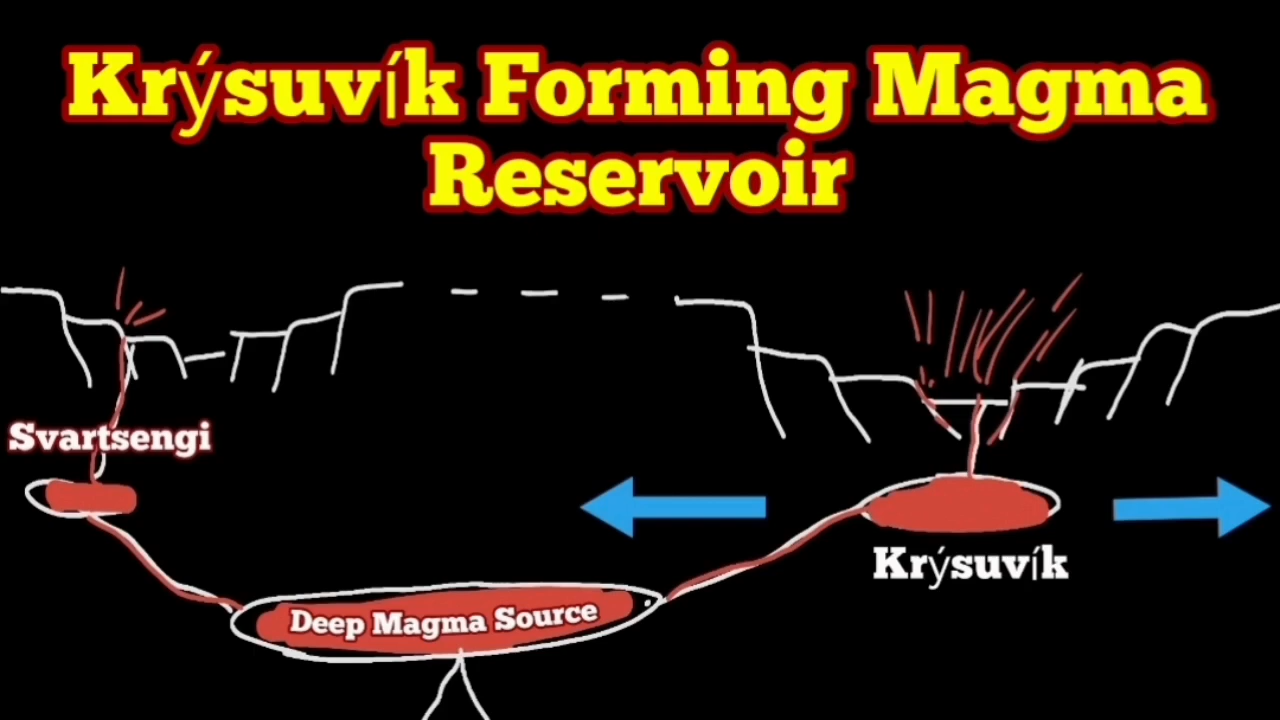 Krýsuvík Forming Magma
Reservoir
Svartsengi
Krýsuvík
Deep Magma Source